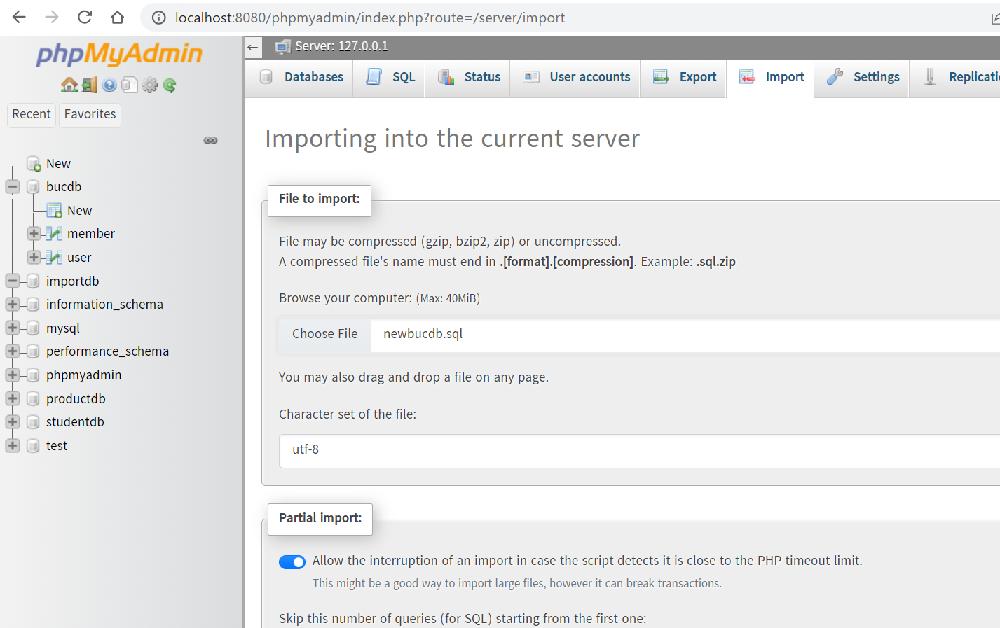 localhost:8080/phpmyadmin/index.php?route=/server/import
phpMyAdmin
Recent
Favorites
New
bucdb
New
member
user
importdb
information_schema
mysql
performance_schema
phpmyadmin
productdb
studentdb
test
Server: 127.0.0.1
Databases
SQL
Status
User accounts
Export
Import
Settings
Importing into the current server
File to import:
File may be compressed (gzip, bzip2, zip) or uncompressed.
A compressed file's name must end in .[format].[compression]. Example: .sql.zip
Browse your computer: (Max: 40MiB)
Choose File newbucdb.sql
You may also drag and drop a file on any page.
Character set of the file:
utf-8
Partial import:
Allow the interruption of an import in case the script detects it is close to the PHP timeout limit.
This might be a good way to import large files, however it can break transactions.
Skip this number of queries (for SQL) starting from the first one: